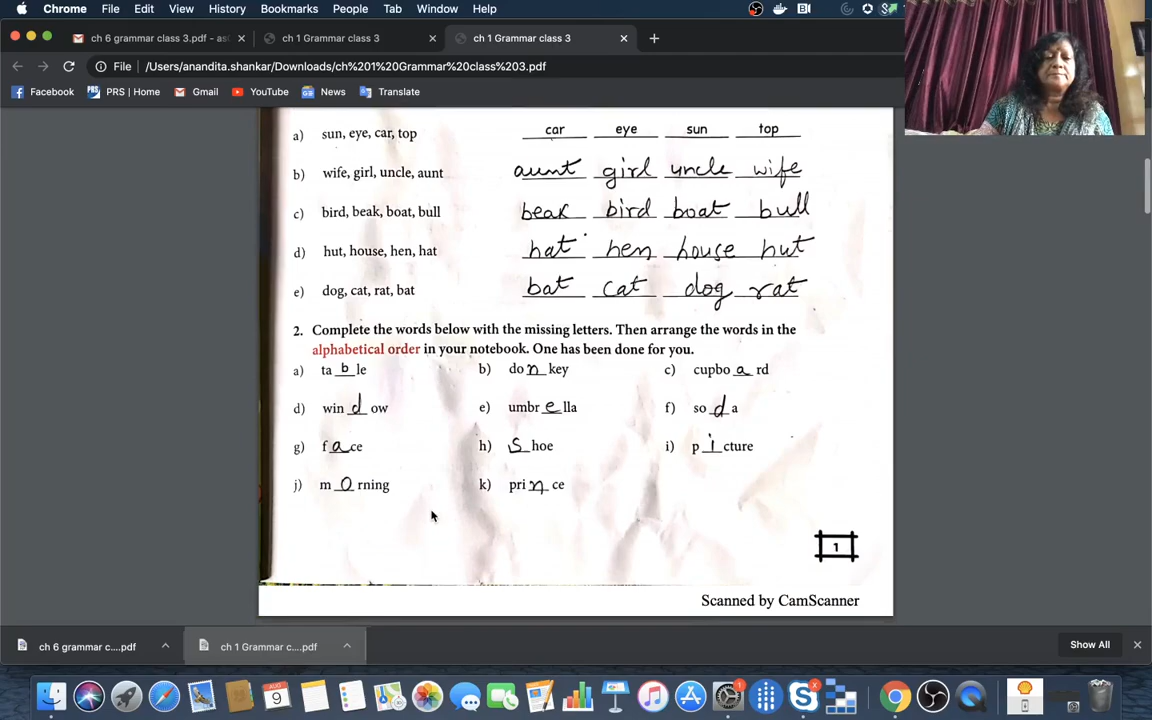 Chrome File Edit View History Bookmarks People Tab Window Help
ch 6 grammar class 3.pdf - as
ch 1 Grammar class 3
ch 1 Grammar class 3
File /Users/anandita.shankar/Downloads/ch%201%20Grammar%20class%203.pdf
Facebook PRS | Home Gmail YouTube News Translate
a) sun, eye, car, top car eye sun top
b) wife, girl, uncle, aunt aunt girl uncle wife
c) bird, beak, boat, bull beak bird boat bull
d) hut, house, hen, hat hat hen house hut
e) dog, cat, rat, bat bat cat dog rat
2. Complete the words below with the missing letters. Then arrange the words in the
alphabetical order in your notebook. One has been done for you.
a) ta b le b) do n key c) cupbo a rd
d) win d ow e) umbr e lla f) so d a
g) f a ce h) s hoe i) p i cture
j) m o rning k) pri n ce
1
Scanned by CamScanner
ch 6 grammar c....pdf ch 1 Grammar c....pdf Show All
AUG
9